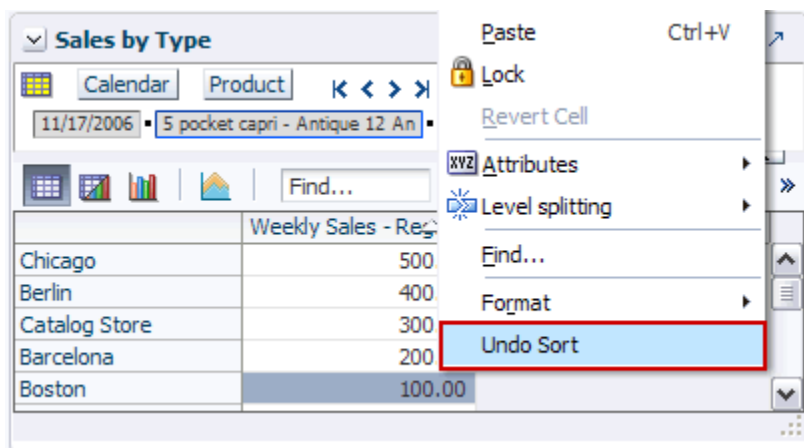 Sales by Type
Calendar Product
11/17/2006 5 pocket capri - Antique 12 An
Find...
Weekly Sales - Reg
Chicago 500.
Berlin 400.
Catalog Store 300.
Barcelona 200.
Boston 100.00
Paste Ctrl+V
Lock
Revert Cell
XYZ Attributes
Level splitting
Find...
Format
Undo Sort